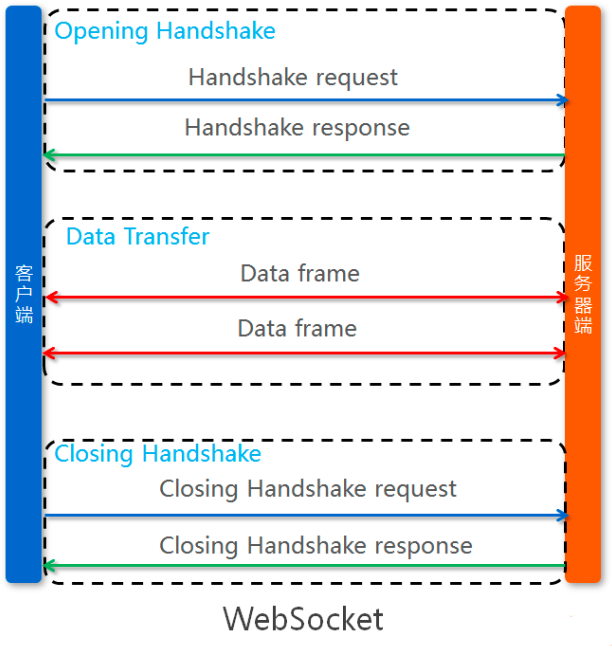 Opening Handshake
Handshake request
Handshake response
Data Transfer
Data frame
Data frame
客户端
服务器端
Closing Handshake
Closing Handshake request
Closing Handshake response
WebSocket